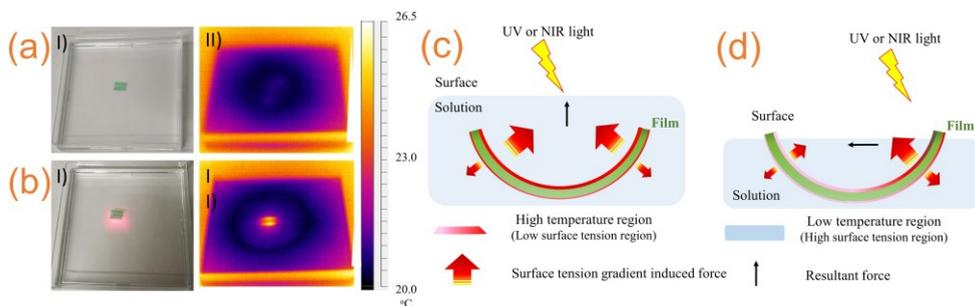 (a)
I)
II)
26.5
23.0
20.0
°C
(b)
I)
I
I)
(c)
UV or NIR light
Surface
Solution
Film
High temperature region
(Low surface tension region)
Surface tension gradient induced force
(d)
UV or NIR light
Surface
Film
Solution
Low temperature region
(High surface tension region)
Resultant force